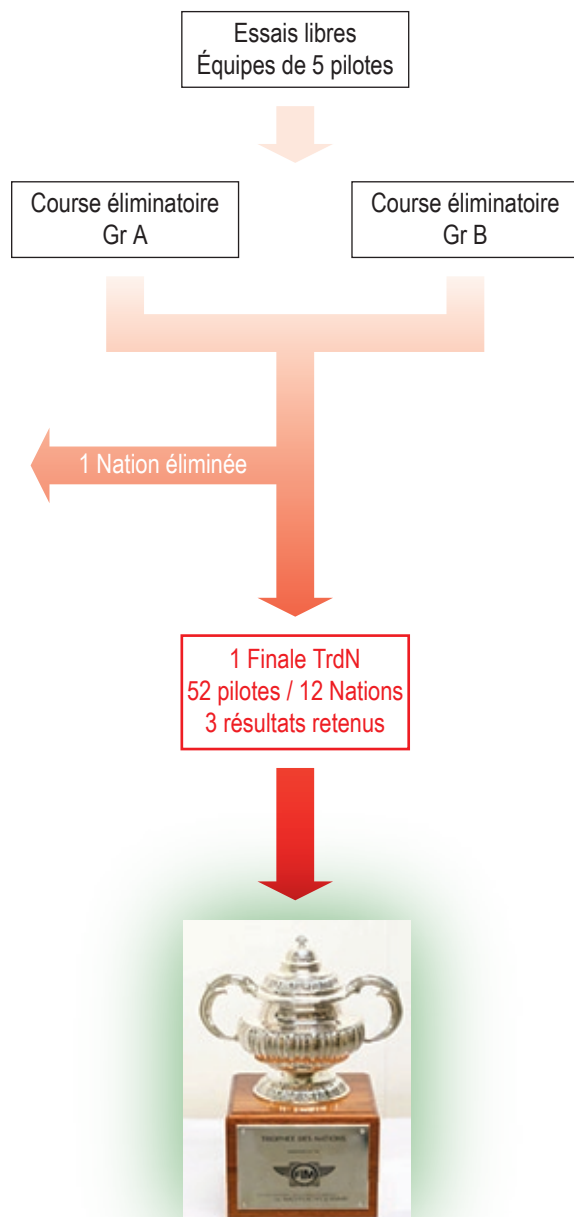 Essais libres
Équipes de 5 pilotes
Course éliminatoire
Gr A
Course éliminatoire
Gr B
1 Nation éliminée
1 Finale TrdN
52 pilotes / 12 Nations
3 résultats retenus
TROPHEE DES NATIONS
FIM